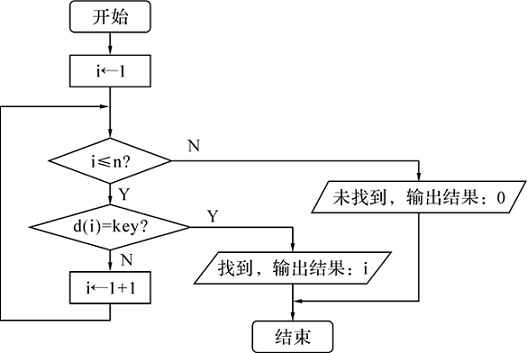 开始
i←1
i≤n?
N
Y
未找到，输出结果：0
d(i)=key?
Y
N
找到，输出结果：i
i←1+1
结束